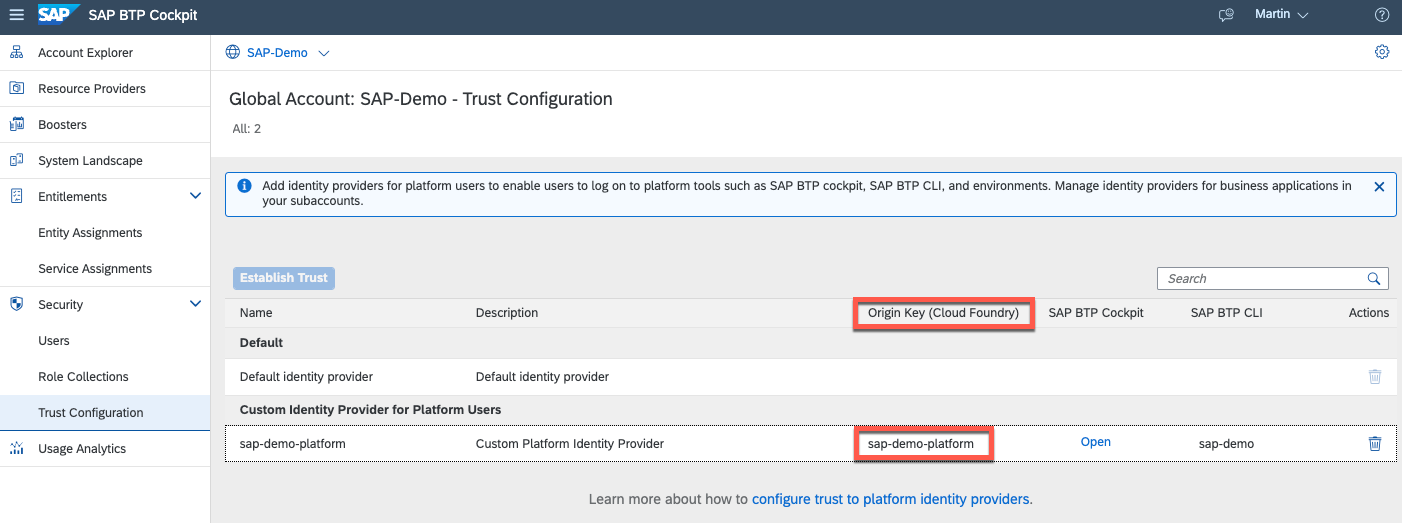 SAP SAP BTP Cockpit Martin
Account Explorer
Resource Providers
Boosters
System Landscape
Entitlements
Entity Assignments
Service Assignments
Security
Users
Role Collections
Trust Configuration
Usage Analytics
SAP-Demo
Global Account: SAP-Demo - Trust Configuration
All: 2
Add identity providers for platform users to enable users to log on to platform tools such as SAP BTP cockpit, SAP BTP CLI, and environments. Manage identity providers for business applications in
your subaccounts.
Establish Trust Search
Name Description Origin Key (Cloud Foundry) SAP BTP Cockpit SAP BTP CLI Actions
Default
Default identity provider Default identity provider
Custom Identity Provider for Platform Users
sap-demo-platform Custom Platform Identity Provider sap-demo-platform Open sap-demo
Learn more about how to configure trust to platform identity providers.